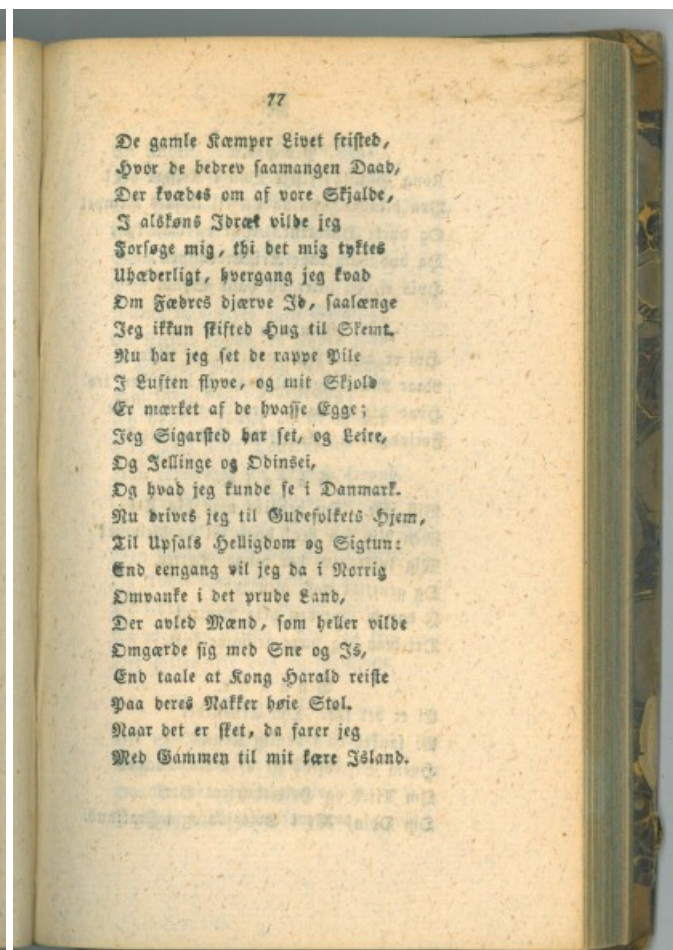 77
De gamle Kæmper Livet fristed,
Hvor de bedrev saamangen Daad,
Der kvædes om af vore Skjalde,
I alskøns Idræt vilde jeg
Forsøge mig, thi det mig tyktes
Uhæderligt, hvergang jeg kvad
Om Fædres djærve Id, saalænge
Jeg ikkun skifted Hug til Skemt.
Nu har jeg set de rappe Pile
I Luften flyve, og mit Skjold
Er mærket af de hvasse Egge;
Jeg Sigarsted har set, og Leire,
Og Jellinge og Odinsei,
Og hvad jeg kunde se i Danmark.
Nu drives jeg til Gudefolkets Hjem,
Til Upsals Helligdom og Sigtun:
End eengang vil jeg da i Norrig
Omvanke i det prude Land,
Der avled Mænd, som heller vilde
Omgærde sig med Sne og Is,
End taale at Kong Harald reiste
Paa deres Nakker høie Stol.
Naar det er sket, da farer jeg
Med Gammen til mit kære Island.